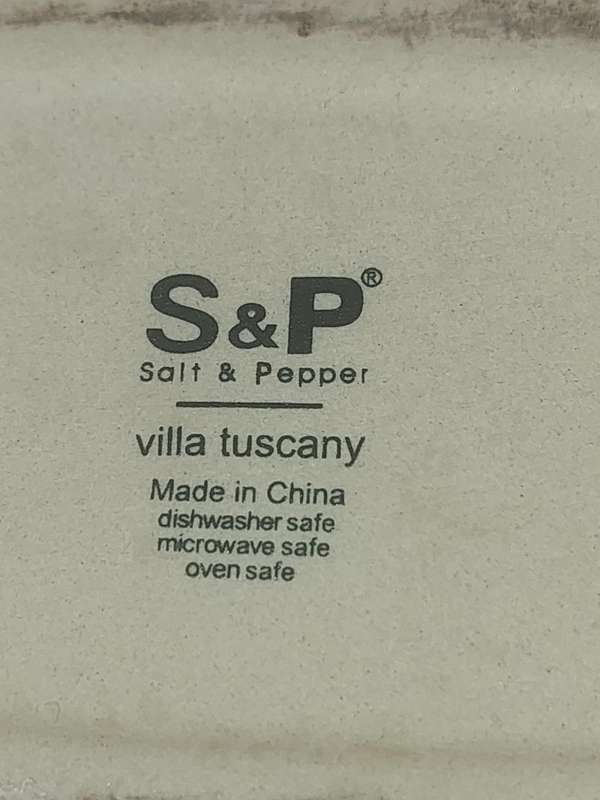 S&P®
Salt & Pepper
villa tuscany
Made in China
dishwasher safe
microwave safe
oven safe